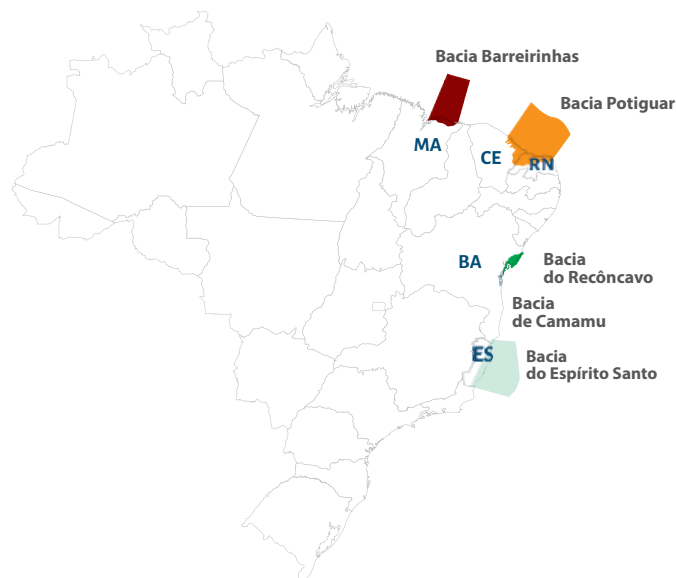 Bacia Barreirinhas
Bacia Potiguar
MA
CE
RN
BA
Bacia
do Recôncavo
Bacia
de Camamu
ES
Bacia
do Espírito Santo